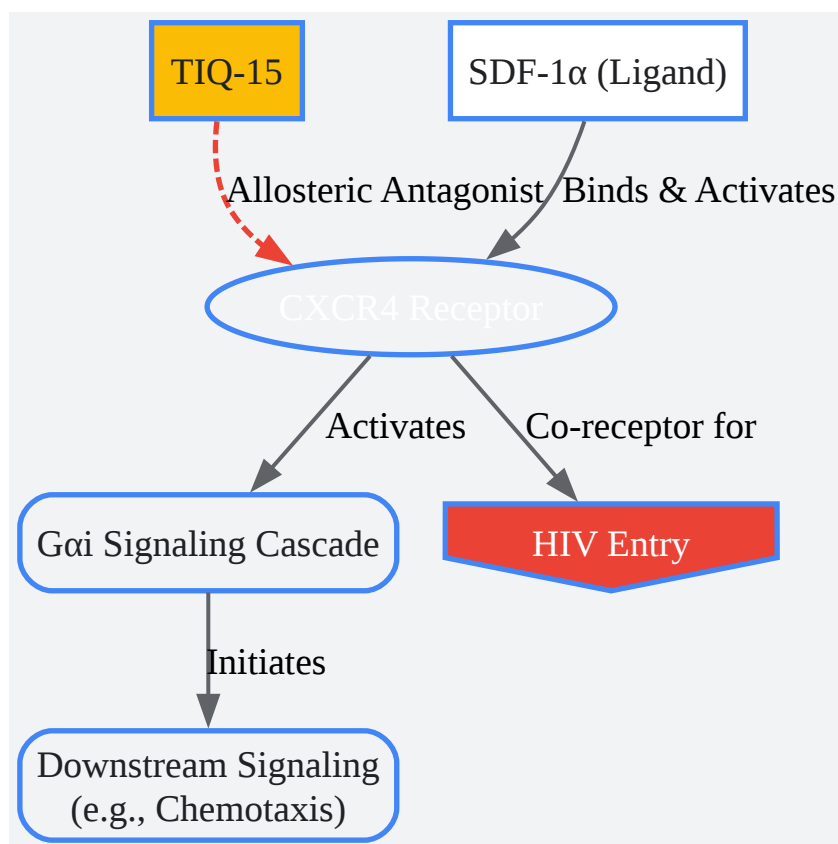 TIQ-15
SDF-1α (Ligand)
Allosteric Antagonist
Binds & Activates
CXCR4 Receptor
Activates
Co-receptor for
Gαi Signaling Cascade
HIV Entry
Initiates
Downstream Signaling
(e.g., Chemotaxis)